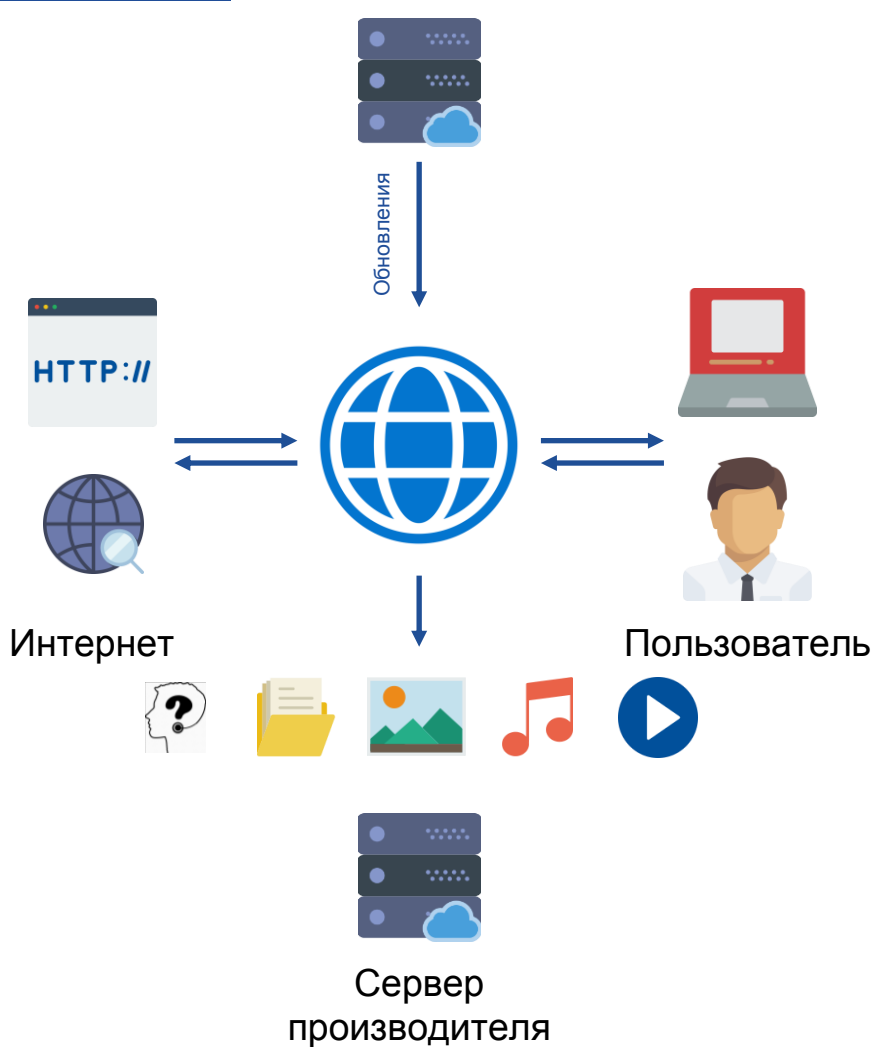 Обновления
HTTP://
Интернет
Пользователь
?
Сервер
производителя